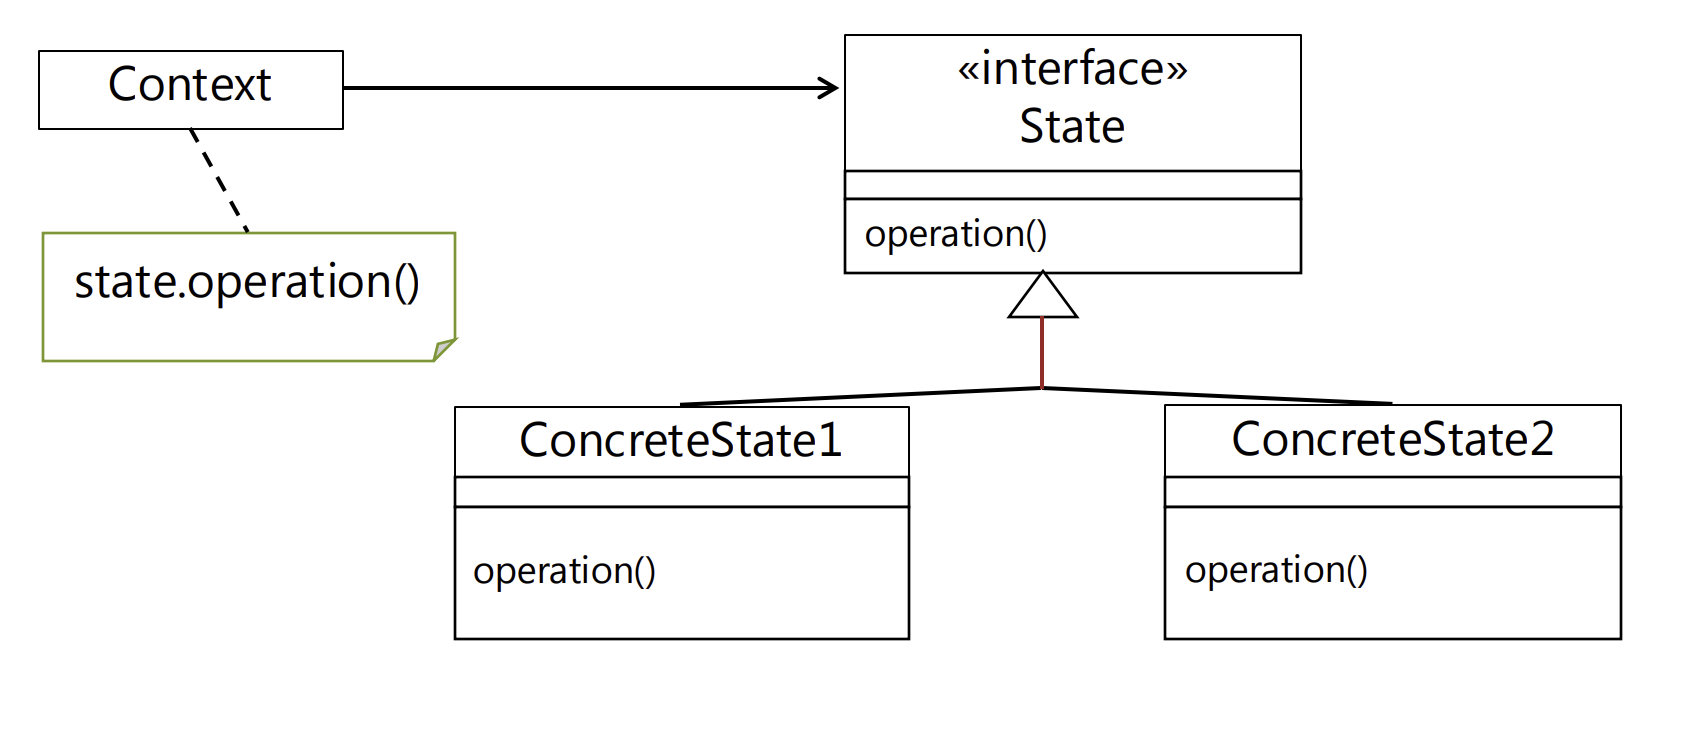 Context
«interface»
State
operation()
state.operation()
ConcreteState1
operation()
ConcreteState2
operation()